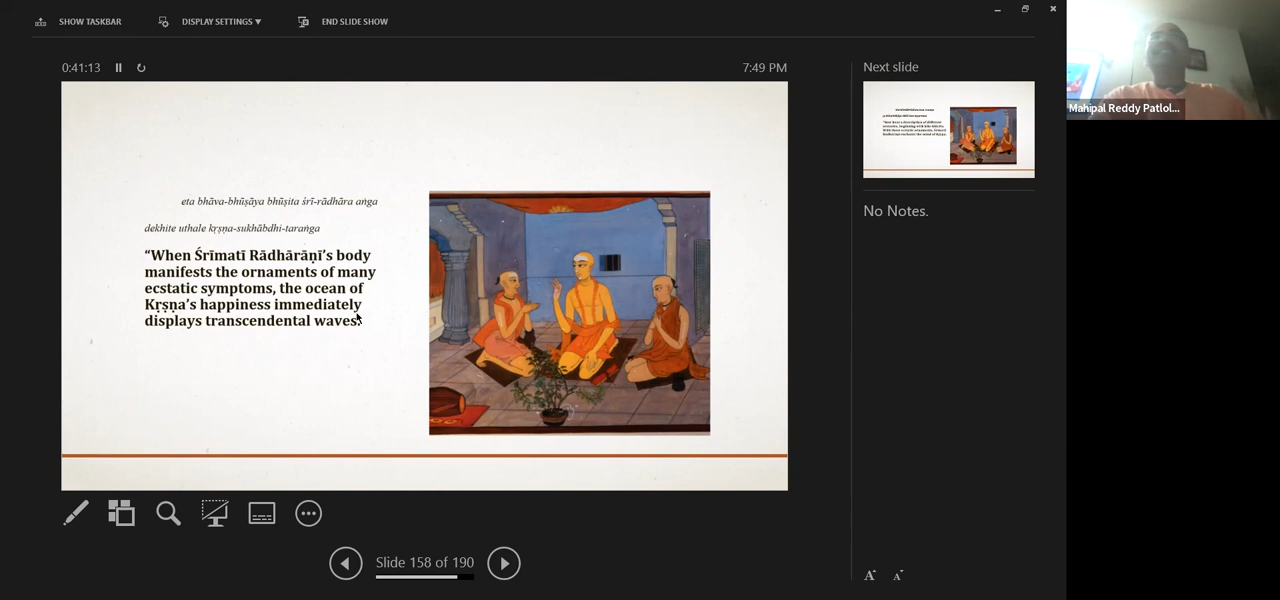 SHOW TASKBAR
DISPLAY SETTINGS ▼
END SLIDE SHOW
0:41:13
7:49 PM
eta bhāva-bhūṣāya bhūṣita śrī-rādhāra aṅga
dekhite uthale kṛṣṇa-sukhābdhi-taraṅga
“When Śrīmatī Rādhārāṇī’s body
manifests the ornaments of many
ecstatic symptoms, the ocean of
Kṛṣṇa’s happiness immediately
displays transcendental waves.
Slide 158 of 190
Next slide
No Notes.
A A
Mahipal Reddy Patlol...